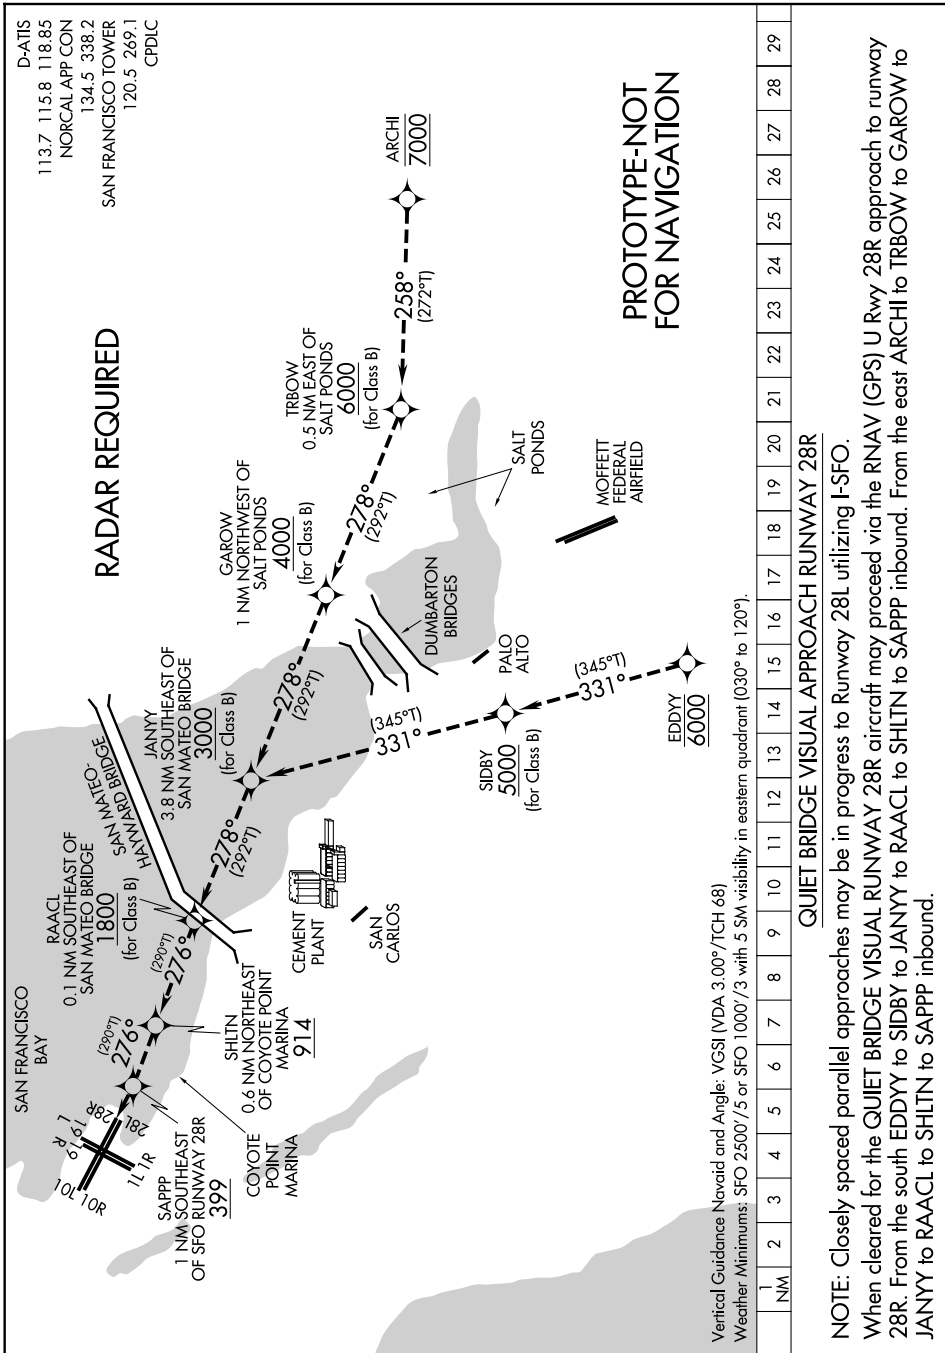 D-ATIS
113.7 115.8 118.85
NORCAL APP CON
134.5 338.2
SAN FRANCISCO TOWER
120.5 269.1
CPDLC
RADAR REQUIRED
ARCHI
7000
258°
(272°T)
TRBOW
0.5 NM EAST OF
SALT PONDS
6000
(for Class B)
278°
(292°T)
GAROW
1 NM NORTHWEST OF
SALT PONDS
4000
(for Class B)
278°
(292°T)
JANYY
3.8 NM SOUTHEAST OF
SAN MATEO BRIDGE
3000
(for Class B)
278°
(292°T)
SAN MATEO-
HAYWARD BRIDGE
RAACL
0.1 NM SOUTHEAST OF
SAN MATEO BRIDGE
1800
(for Class B)
(290°T)
276°
SAN FRANCISCO
BAY
(290°T)
276°
SHLTN
0.6 NM NORTHEAST
OF COYOTE POINT
MARINA
914
19L
19R
28R
28L
10L
10R
1L
1R
SAPPP
1 NM SOUTHEAST
OF SFO RUNWAY 28R
399
COYOTE
POINT
MARINA
CEMENT
PLANT
SAN
CARLOS
DUMBARTON
BRIDGES
SALT
PONDS
MOFFETT
FEDERAL
AIRFIELD
PALO
ALTO
(345°T)
331°
SIDBY
5000
(for Class B)
(345°T)
331°
EDDYY
6000
PROTOTYPE-NOT
FOR NAVIGATION
Vertical Guidance Navaid and Angle: VGSI (VDA 3.00°/TCH 68)
Weather Minimums: SFO 2500'/5 or SFO 1000'/3 with 5 SM visibility in eastern quadrant (030° to 120°).
1 NM 2 3 4 5 6 7 8 9 10 11 12 13 14 15 16 17 18 19 20 21 22 23 24 25 26 27 28 29
QUIET BRIDGE VISUAL APPROACH RUNWAY 28R
NOTE: Closely spaced parallel approaches may be in progress to Runway 28L utilizing I-SFO.
When cleared for the QUIET BRIDGE VISUAL RUNWAY 28R aircraft may proceed via the RNAV (GPS) U Rwy 28R approach to runway
28R. From the south EDDYY to SIDBY to JANYY to RAACL to SHLTN to SAPPP inbound. From the east ARCHI to TRBOW to GAROW to
JANYY to RAACL to SHLTN to SAPPP inbound.